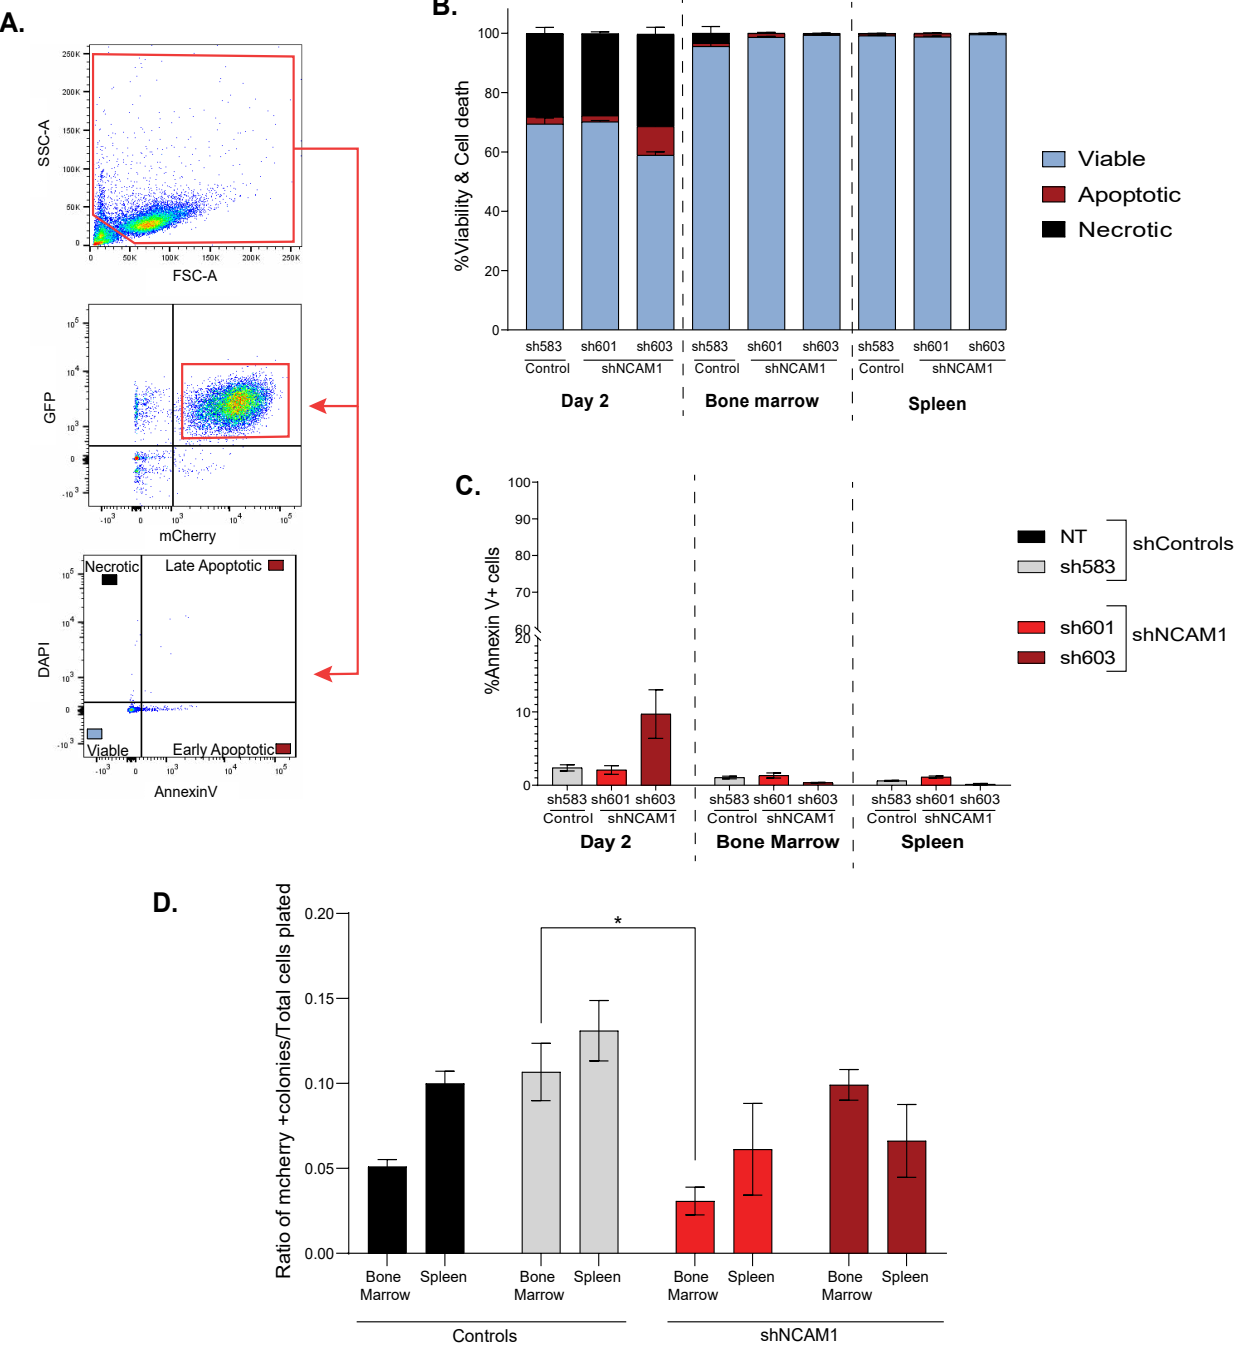 A.
250K
200K
150K
100K
50K
0
SSC-A
0 50K 100K 150K 200K 250K
FSC-A
10^5
10^4
10^3
0
-10^3
GFP
-10^3 0 10^3 10^4 10^5
mCherry
Necrotic Late Apoptotic
10^5
10^4
10^3
0
-10^3
DAPI
Viable Early Apoptotic
-10^3 0 10^3 10^4 10^5
AnnexinV
B.
100
80
60
40
20
0
%Viability & Cell death
sh583 sh601 sh603 sh583 sh601 sh603 sh583 sh601 sh603
Control shNCAM1 Control shNCAM1 Control shNCAM1
Day 2 Bone marrow Spleen
Viable
Apoptotic
Necrotic
C.
100
90
80
70
60
20
10
0
%Annexin V+ cells
sh583 sh601 sh603 sh583 sh601 sh603 sh583 sh601 sh603
Control shNCAM1 Control shNCAM1 Control shNCAM1
Day 2 Bone Marrow Spleen
NT
sh583
shControls
sh601
sh603
shNCAM1
D.
0.20
0.15
0.10
0.05
0.00
Ratio of mcherry +colonies/Total cells plated
*
Bone Spleen Bone Spleen Bone Spleen Bone Spleen
Marrow Marrow Marrow Marrow
Controls shNCAM1